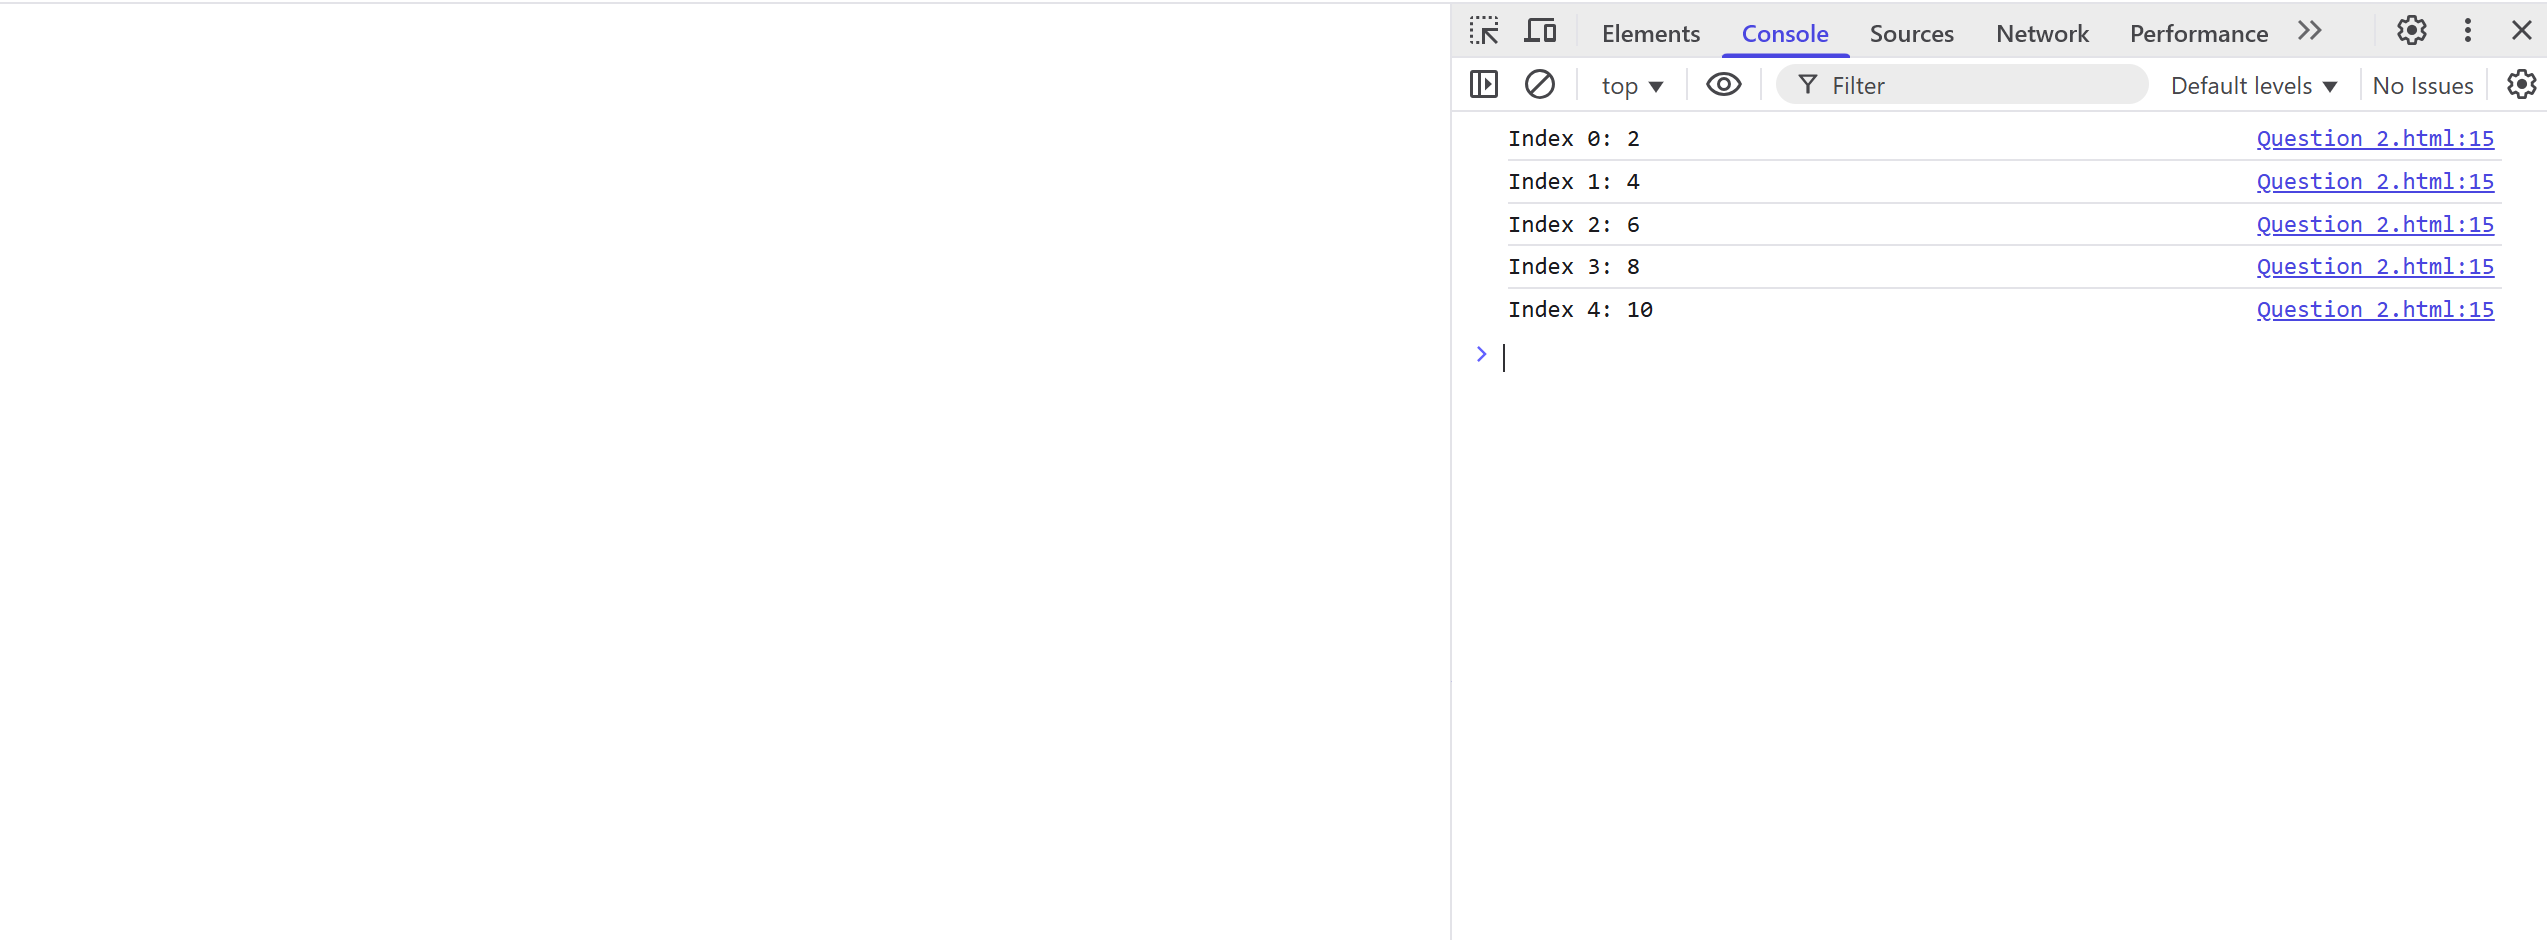 Elements Console Sources Network Performance
top Filter Default levels No Issues
Index 0: 2 Question 2.html:15
Index 1: 4 Question 2.html:15
Index 2: 6 Question 2.html:15
Index 3: 8 Question 2.html:15
Index 4: 10 Question 2.html:15